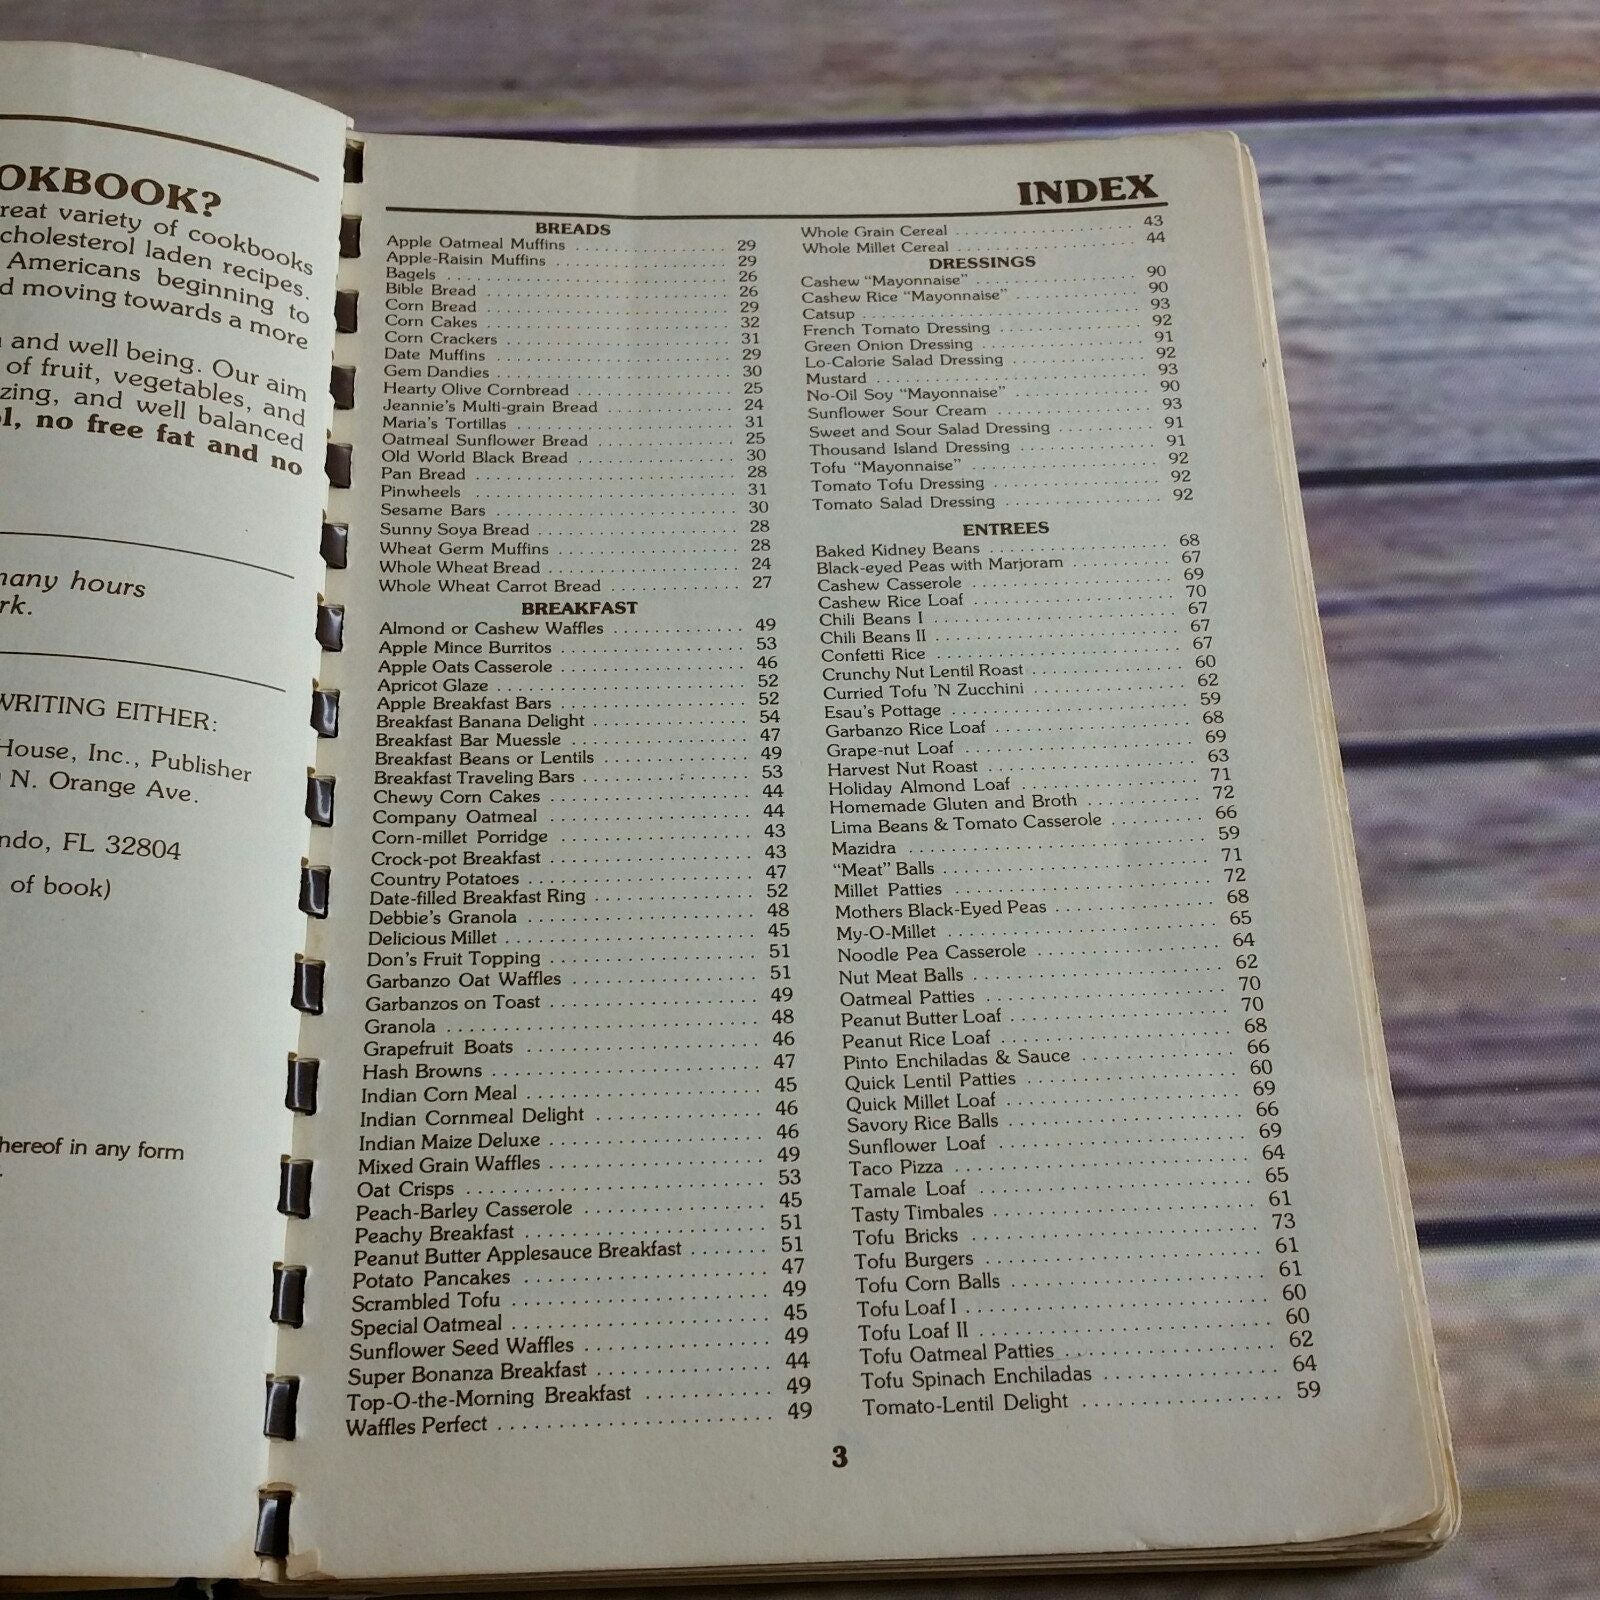 OKBOOK?
reat variety of cookbooks
cholesterol laden recipes.
Americans beginning to
d moving towards a more
and well being. Our aim
of fruit, vegetables, and
zing, and well balanced
l, no free fat and no
many hours
rk.
WRITING EITHER:
House, Inc., Publisher
N. Orange Ave.
ndo, FL 32804
of book)
hereof in any form
INDEX
BREADS
Apple Oatmeal Muffins 29
Apple-Raisin Muffins 29
Bagels 26
Bible Bread 26
Corn Bread 29
Corn Cakes 32
Corn Crackers 31
Date Muffins 29
Gem Dandies 30
Hearty Olive Cornbread 25
Jeannie's Multi-grain Bread 24
Maria's Tortillas 31
Oatmeal Sunflower Bread 25
Old World Black Bread 30
Pan Bread 28
Pinwheels 31
Sesame Bars 30
Sunny Soya Bread 28
Wheat Germ Muffins 28
Whole Wheat Bread 24
Whole Wheat Carrot Bread 27
BREAKFAST
Almond or Cashew Waffles 49
Apple Mince Burritos 53
Apple Oats Casserole 46
Apricot Glaze 52
Apple Breakfast Bars 52
Breakfast Banana Delight 54
Breakfast Bar Muessle 47
Breakfast Beans or Lentils 49
Breakfast Traveling Bars 53
Chewy Corn Cakes 44
Company Oatmeal 44
Corn-millet Porridge 43
Crock-pot Breakfast 43
Country Potatoes 47
Date-filled Breakfast Ring 52
Debbie's Granola 48
Delicious Millet 45
Don's Fruit Topping 51
Garbanzo Oat Waffles 51
Garbanzos on Toast 49
Granola 48
Grapefruit Boats 46
Hash Browns 47
Indian Corn Meal 45
Indian Cornmeal Delight 46
Indian Maize Deluxe 46
Mixed Grain Waffles 49
Oat Crisps 53
Peach-Barley Casserole 45
Peachy Breakfast 51
Peanut Butter Applesauce Breakfast 51
Potato Pancakes 47
Scrambled Tofu 49
Special Oatmeal 45
Sunflower Seed Waffles 49
Super Bonanza Breakfast 44
Top-O-the-Morning Breakfast 49
Waffles Perfect 49
Whole Grain Cereal 43
Whole Millet Cereal 44
DRESSINGS
Cashew “Mayonnaise” 90
Cashew Rice “Mayonnaise” 90
Catsup 93
French Tomato Dressing 92
Green Onion Dressing 91
Lo-Calorie Salad Dressing 92
Mustard 93
No-Oil Soy “Mayonnaise” 90
Sunflower Sour Cream 93
Sweet and Sour Salad Dressing 91
Thousand Island Dressing 91
Tofu “Mayonnaise” 92
Tomato Tofu Dressing 92
Tomato Salad Dressing 92
ENTREES
Baked Kidney Beans 68
Black-eyed Peas with Marjoram 67
Cashew Casserole 69
Cashew Rice Loaf 70
Chili Beans I 67
Chili Beans II 67
Confetti Rice 67
Crunchy Nut Lentil Roast 60
Curried Tofu 'N Zucchini 62
Esau's Pottage 59
Garbanzo Rice Loaf 68
Grape-nut Loaf 69
Harvest Nut Roast 63
Holiday Almond Loaf 71
Homemade Gluten and Broth 72
Lima Beans & Tomato Casserole 66
Mazidra 59
“Meat” Balls 71
Millet Patties 72
Mothers Black-Eyed Peas 68
My-O-Millet 65
Noodle Pea Casserole 64
Nut Meat Balls 62
Oatmeal Patties 70
Peanut Butter Loaf 70
Peanut Rice Loaf 68
Pinto Enchiladas & Sauce 66
Quick Lentil Patties 60
Quick Millet Loaf 69
Savory Rice Balls 66
Sunflower Loaf 69
Taco Pizza 64
Tamale Loaf 65
Tasty Timbales 61
Tofu Bricks 73
Tofu Burgers 61
Tofu Corn Balls 61
Tofu Loaf I 60
Tofu Loaf II 60
Tofu Oatmeal Patties 62
Tofu Spinach Enchiladas 64
Tomato-Lentil Delight 59
3